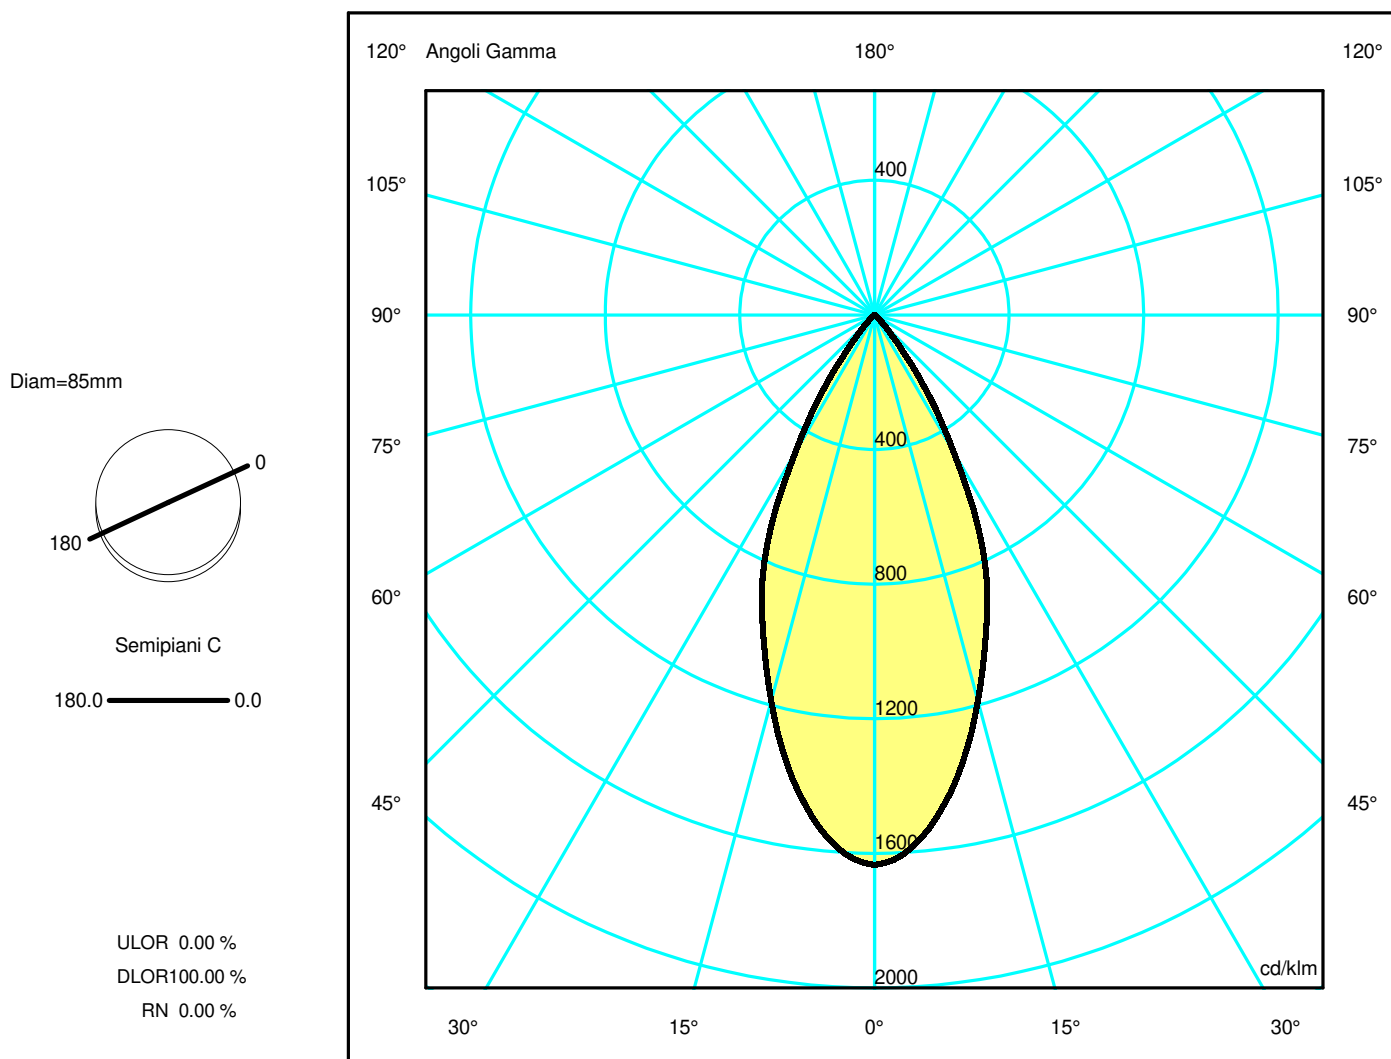 120° Angoli Gamma 180° 120°
105° 400 105°
90° 90°
Diam=85mm
75° 400 75°
0
180
800
60° 60°
Semipiani C
180.0 0.0
1200
45° 45°
1600
ULOR 0.00 %
cd/klm
DLOR100.00 %
2000
RN 0.00 %
30° 15° 0° 15° 30°